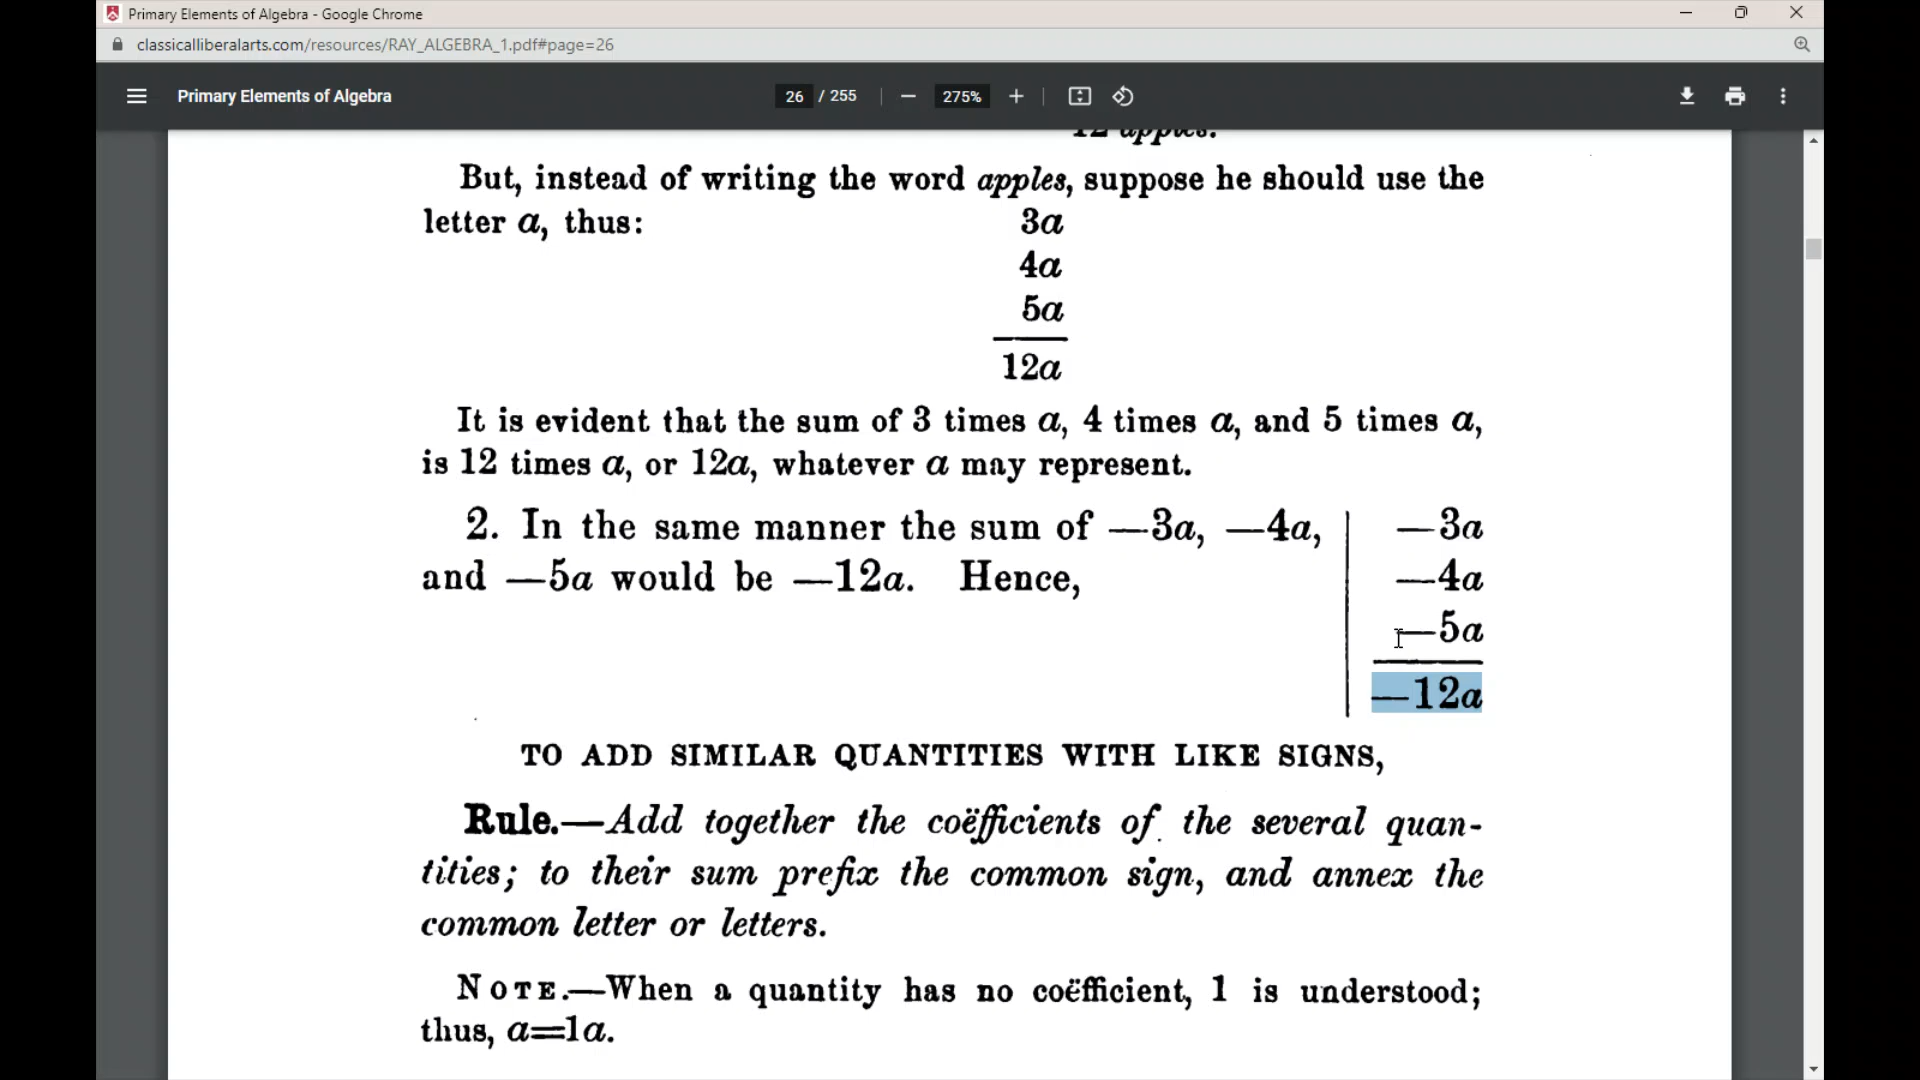 Primary Elements of Algebra - Google Chrome
classicalliberalarts.com/resources/RAY_ALGEBRA_1.pdf#page=26
Primary Elements of Algebra 26 / 255 275%
12 apples.
But, instead of writing the word apples, suppose he should use the
letter a, thus: 3a
4a
5a
12a
It is evident that the sum of 3 times a, 4 times a, and 5 times a,
is 12 times a, or 12a, whatever a may represent.
2. In the same manner the sum of —3a, —4a,
and —5a would be —12a. Hence,
—3a
—4a
—5a
—12a
TO ADD SIMILAR QUANTITIES WITH LIKE SIGNS,
Rule.—Add together the coëfficients of the several quan-
tities; to their sum prefix the common sign, and annex the
common letter or letters.
NOTE.—When a quantity has no coëfficient, 1 is understood;
thus, a=1a.